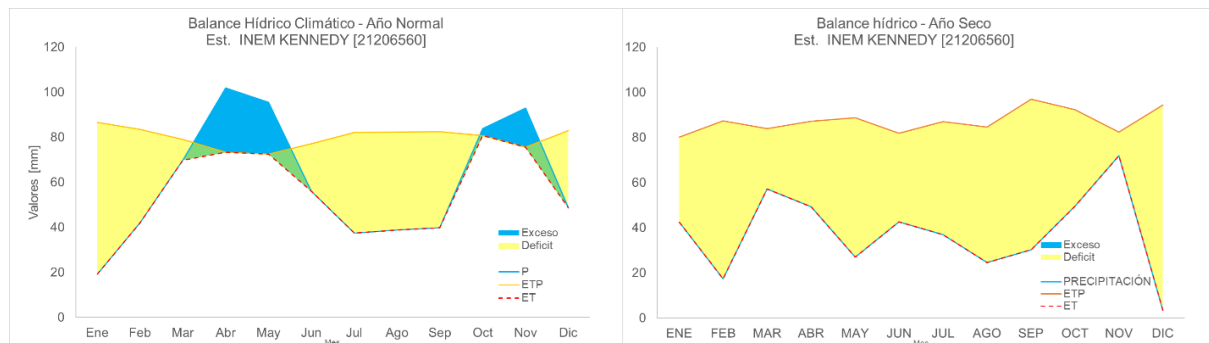 Balance Hídrico Climático - Año Normal
Est. INEM KENNEDY [21206560]
120
100
80
60
40
20
0
Valores [mm]
Exceso
Deficit
P
ETP
ET
Ene Feb Mar Abr May Jun Jul Ago Sep Oct Nov Dic
Mes
Balance hídrico - Año Seco
Est. INEM KENNEDY [21206560]
120
100
80
60
40
20
0
Exceso
Deficit
PRECIPITACIÓN
ETP
ET
ENE FEB MAR ABR MAY JUN JUL AGO SEP OCT NOV DIC
Mes